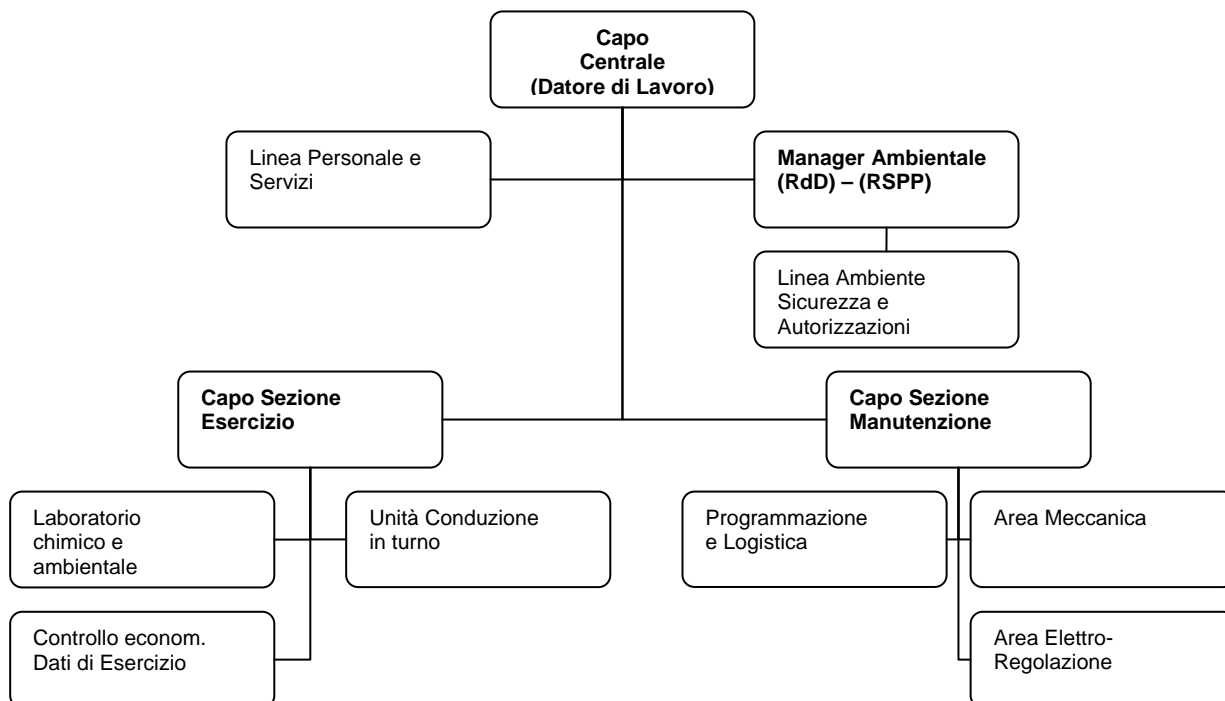 Capo
Centrale
(Datore di Lavoro)
Linea Personale e
Servizi
Manager Ambientale
(RdD) – (RSPP)
Linea Ambiente
Sicurezza e
Autorizzazioni
Capo Sezione
Esercizio
Capo Sezione
Manutenzione
Laboratorio
chimico e
ambientale
Unità Conduzione
in turno
Programmazione
e Logistica
Area Meccanica
Controllo econom.
Dati di Esercizio
Area Elettro-
Regolazione